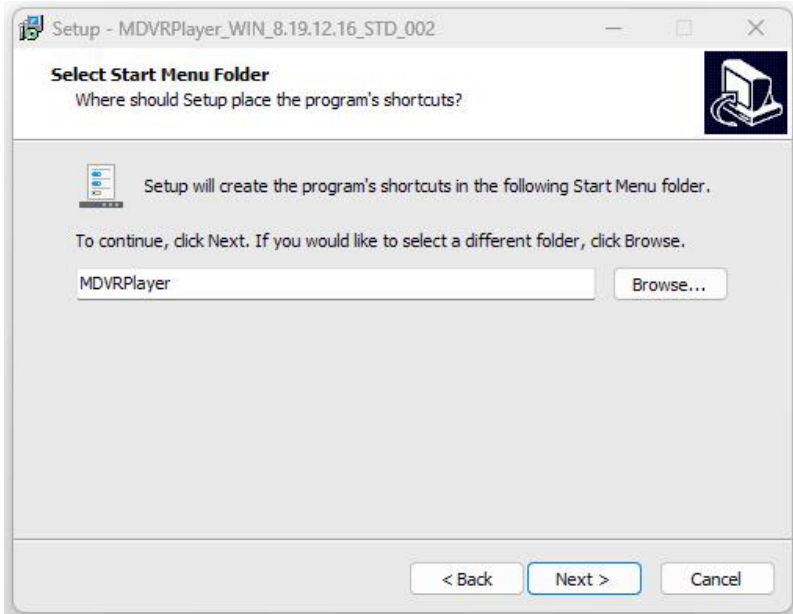 Setup - MDVRPlayer_WIN_8.19.12.16_STD_002
Select Start Menu Folder
Where should Setup place the program's shortcuts?
Setup will create the program's shortcuts in the following Start Menu folder.
To continue, click Next. If you would like to select a different folder, click Browse.
MDVRPlayer
Browse...
< Back
Next >
Cancel